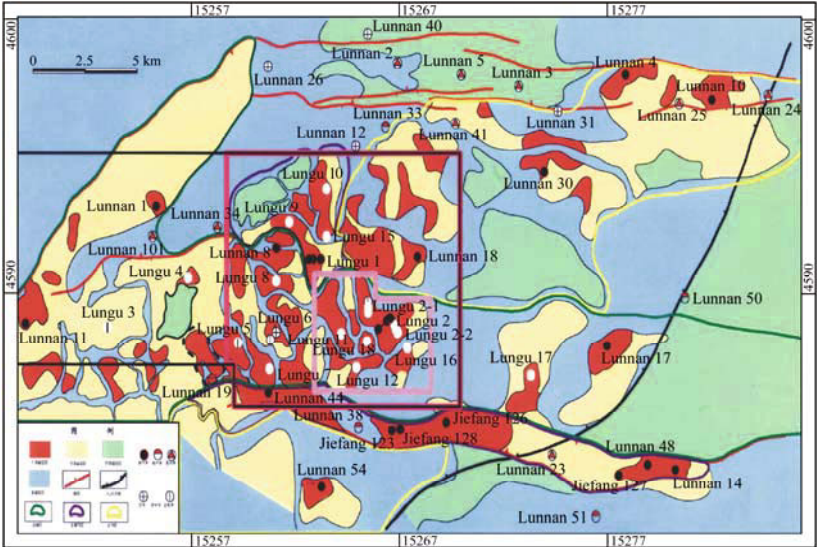 15257
15267
15277
4600
4600
Lunnan 40
Lunnan 2
Lunnan 5
Lunnan 4
Lunnan 26
Lunnan 3
Lunnan 10
0 2.5 5 km
Lunnan 33
Lunnan 31
Lunnan 25
Lunnan 24
Lunnan 12
Lunnan 41
Lungu 10
Lunnan 30
Lunnan 1
Lunnan 34
Lungu 9
Lunnan 101
Lungu 15
Lunnan 8
Lungu 1
Lunnan 18
Lungu 4
Lungu 8
4590
4590
Lunnan 50
Lungu 3
Lungu 6
Lungu 2-1
Lungu 2
Lunnan 11
Lungu 5
Lungu 11
Lungu 2-2
Lungu 18
Lungu 16
Lungu 17
Lunnan 17
Lungu
Lungu 12
Lunnan 19
Lunnan 44
Lunnan 38
Jiefang 126
Jiefang 123
Jiefang 128
Lunnan 48
Lunnan 54
Lunnan 23
Jiefang 127
Lunnan 14
Lunnan 51
15257
15267
15277